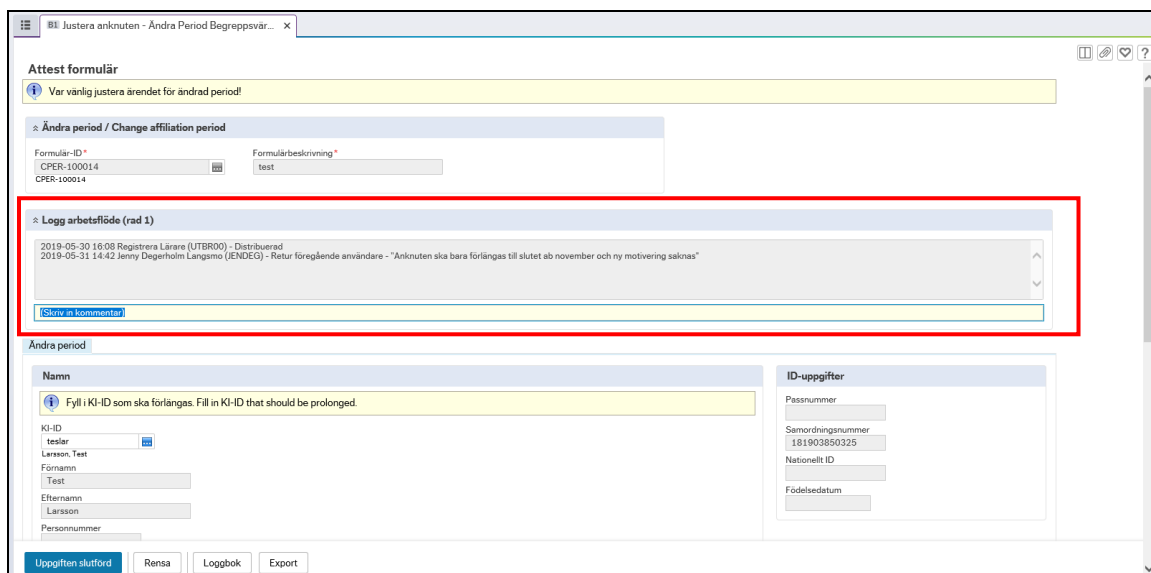 B1 Justera anknuten - Ändra Period Begreppsvär...
Attest formulär
Var vänlig justera ärendet för ändrad period!
Ändra period / Change affiliation period
Formulär-ID* Formulärbeskrivning*
CPER-100014 test
CPER-100014
Logg arbetsflöde (rad 1)
2019-05-30 16:08 Registrera Lärare (UTBR00) - Distribuerad
2019-05-31 14:42 Jenny Degerholm Langsmo (JENDEG) - Retur föregående användare - "Anknuten ska bara förlängas till slutet ab november och ny motivering saknas"
(Skriv in kommentar)
Ändra period
Namn
Fyll i KI-ID som ska förlängas. Fill in KI-ID that should be prolonged.
KI-ID
teslar
Larsson, Test
Förnamn
Test
Efternamn
Larsson
Personnummer
ID-uppgifter
Passnummer
Samordningsnummer
181903850325
Nationellt ID
Födelsedatum
Uppgiften slutförd Rensa Loggbok Export